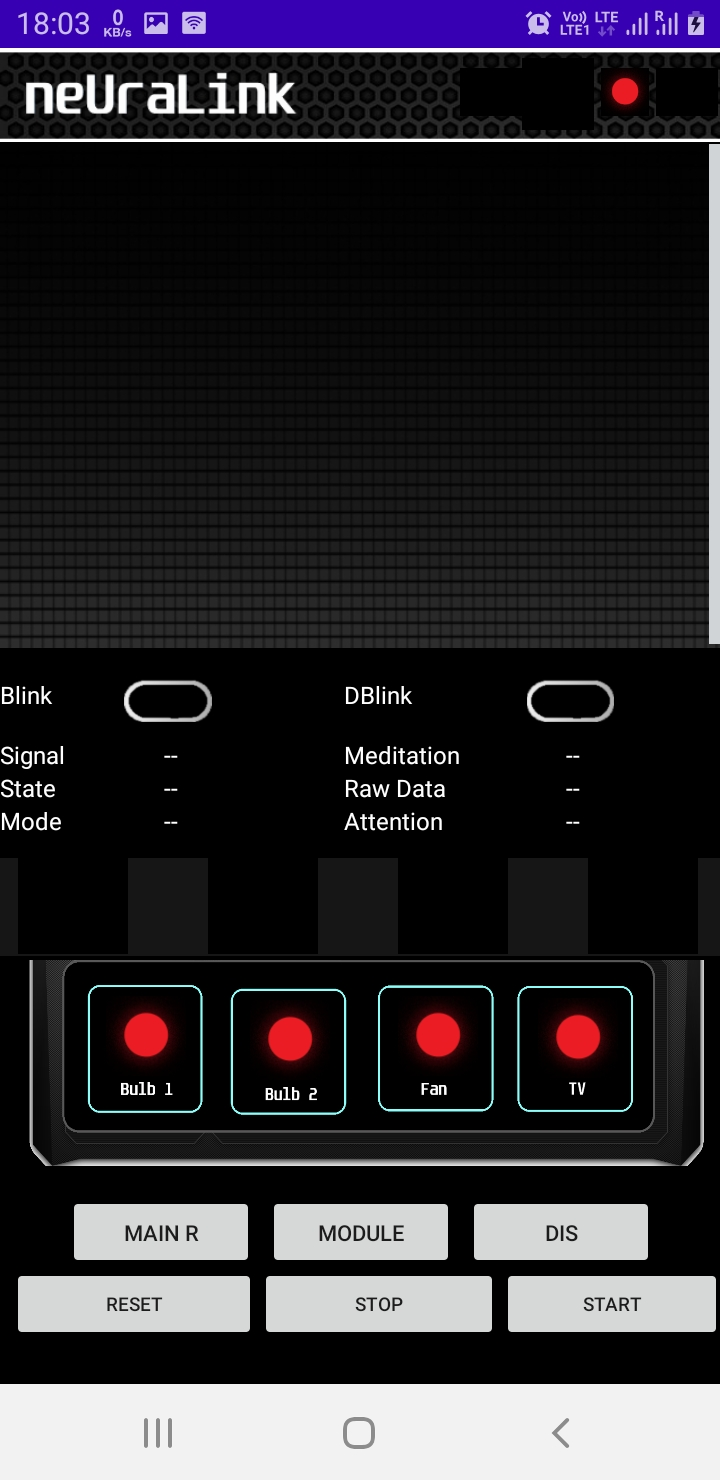 18:03 0 KB/s Vo)) LTE1 LTE R
neUraLink
Blink DBlink
Signal -- Meditation --
State -- Raw Data --
Mode -- Attention --
Bulb 1 Bulb 2 Fan TV
MAIN R MODULE DIS
RESET STOP START